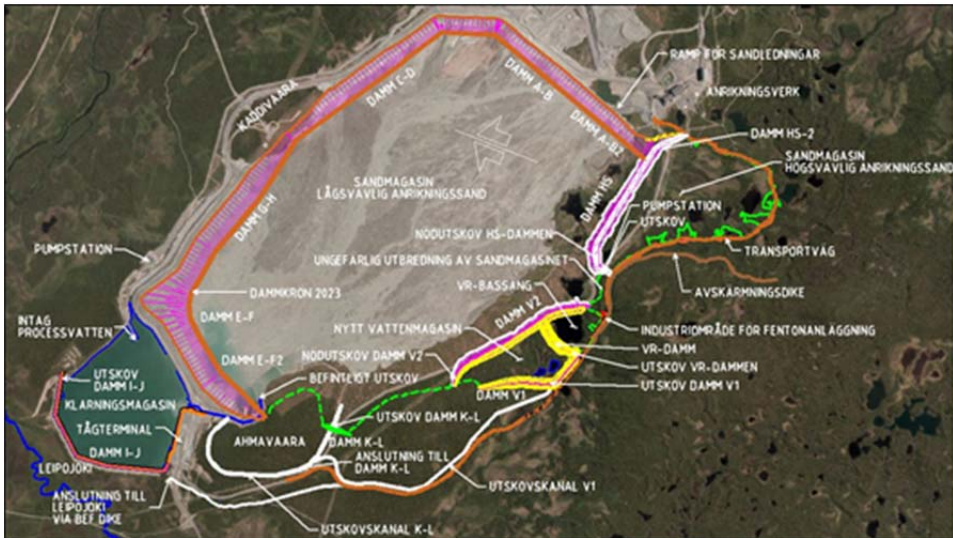 RAMP FÖR SANDLEDNINGAR
DAMM C-D
DAMM A-B
ANRIKNINGSVERK
KADDIVAARA
DAMM A-B2
DAMM HS-2
SANDMAGASIN
HÖGSVAVLIG ANRIKNINGSSAND
SANDMAGASIN
LÅGSVAVLIG ANRIKNINGSSAND
DAMM HS
DAMM G-H
PUMPSTATION
UTSKOV
NÖDUTSKOV HS-DAMMEN
PUMPSTATION
TRANSPORTVÄG
UNGEFÄRLIG UTBREDNING AV SANDMAGASINET
VR-BASSÄNG
DAMMKRÖN 2023
AVSKÄRMNINGSDIKE
DAMM V2
DAMM E-F
INTAG
PROCESSVATTEN
NYTT VATTENMAGASIN
INDUSTRIOMRÅDE FÖR FENTONANLÄGGNING
VR-DAMM
DAMM E-F2
NÖDUTSKOV DAMM V2
UTSKOV VR-DAMMEN
UTSKOV
DAMM I-J
BEFINTLIGT UTSKOV
UTSKOV DAMM V1
DAMM V1
KLARNINGSMAGASIN
UTSKOV DAMM K-L
TÅGTERMINAL
AHMAVAARA
DAMM K-L
DAMM I-J
ANSLUTNING TILL
DAMM K-L
LEIPOJOKI
UTSKOVSKANAL V1
ANSLUTNING TILL
LEIPOJOKI
VIA BEF DIKE
UTSKOVSKANAL K-L